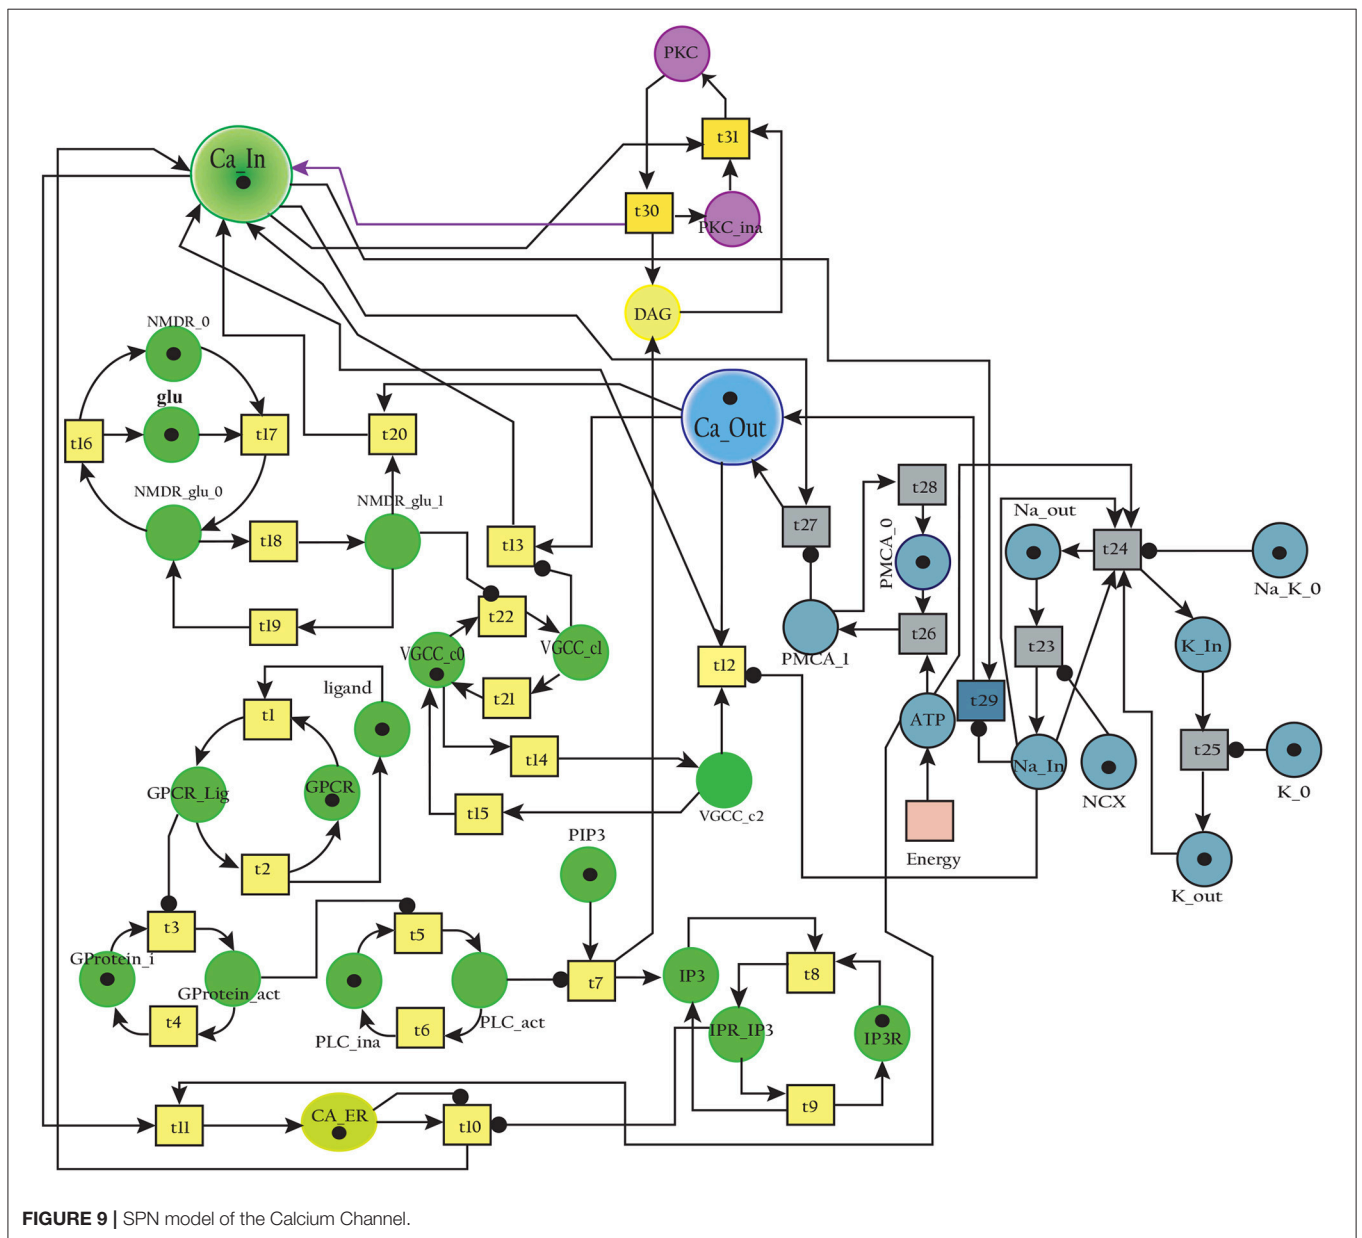 PKC
t31
Ca_In
t30
PKC_ina
DAG
NMDR_0
glu
t16
t17
t20
Ca_Out
NMDR_glu_0
NMDR_glu_1
t18
t13
t27
t28
PMCA_0
Na_out
t24
Na_K_0
t19
t22
VGCC_c0
VGCC_c1
t21
t12
PMCA_1
t26
t23
K_In
ligand
t1
t14
ATP
t29
Na_In
NCX
t25
K_0
GPCR_Lig
GPCR
t15
VGCC_c2
t2
PIP3
Energy
K_out
t3
t5
GProtein_i
GProtein_act
t4
PLC_ina
t6
PLC_act
t7
IP3
t8
IPR_IP3
IP3R
t9
t11
CA_ER
t10
FIGURE 9 | SPN model of the Calcium Channel.